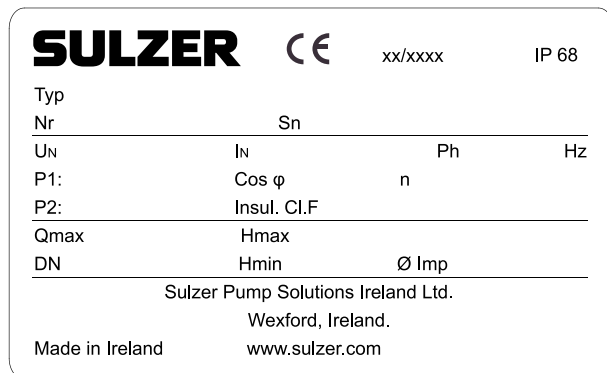 SULZER CE xx/xxxx IP 68
Typ
Nr Sn
UN IN Ph Hz
P1: Cos φ n
P2: Insul. Cl.F
Qmax Hmax
DN Hmin Ø Imp
Sulzer Pump Solutions Ireland Ltd.
Wexford, Ireland.
Made in Ireland www.sulzer.com